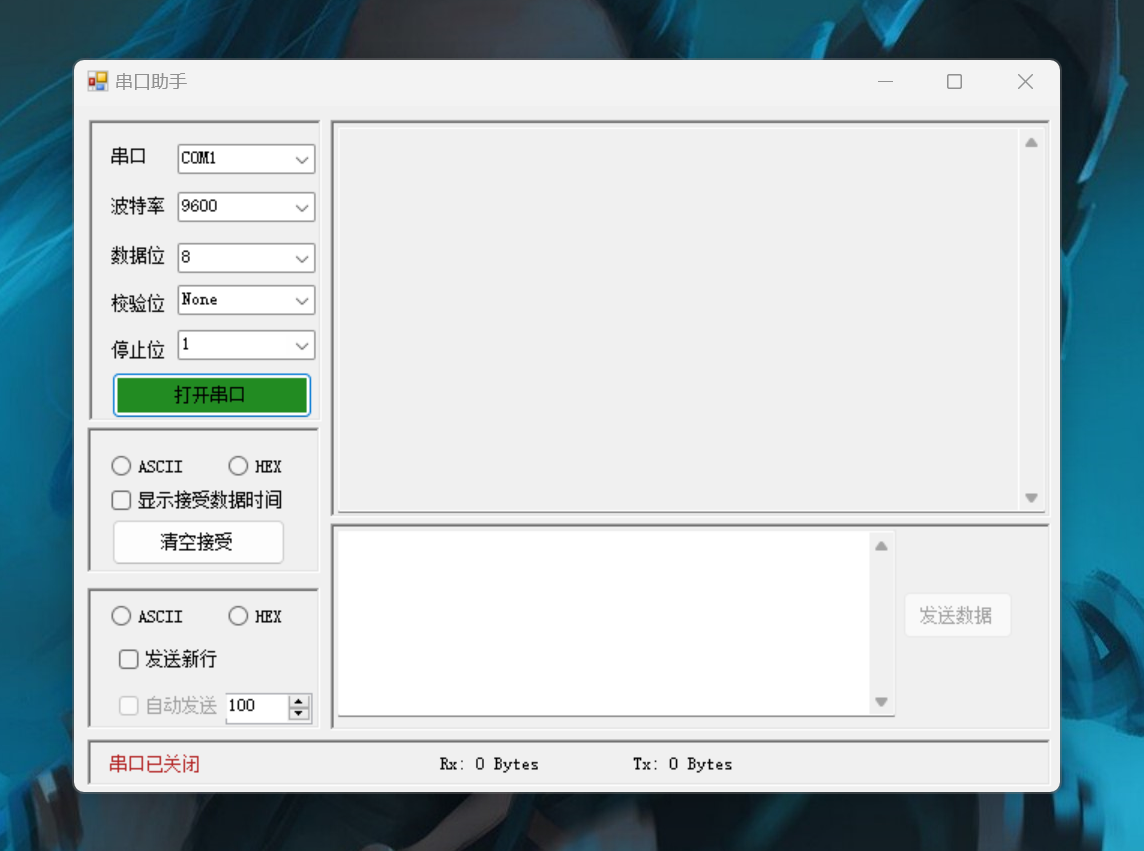 串口助手
串口 COM1
波特率 9600
数据位 8
校验位 None
停止位 1
打开串口
ASCII HEX
显示接受数据时间
清空接受
ASCII HEX
发送新行
自动发送 100
发送数据
串口已关闭 Rx: 0 Bytes Tx: 0 Bytes